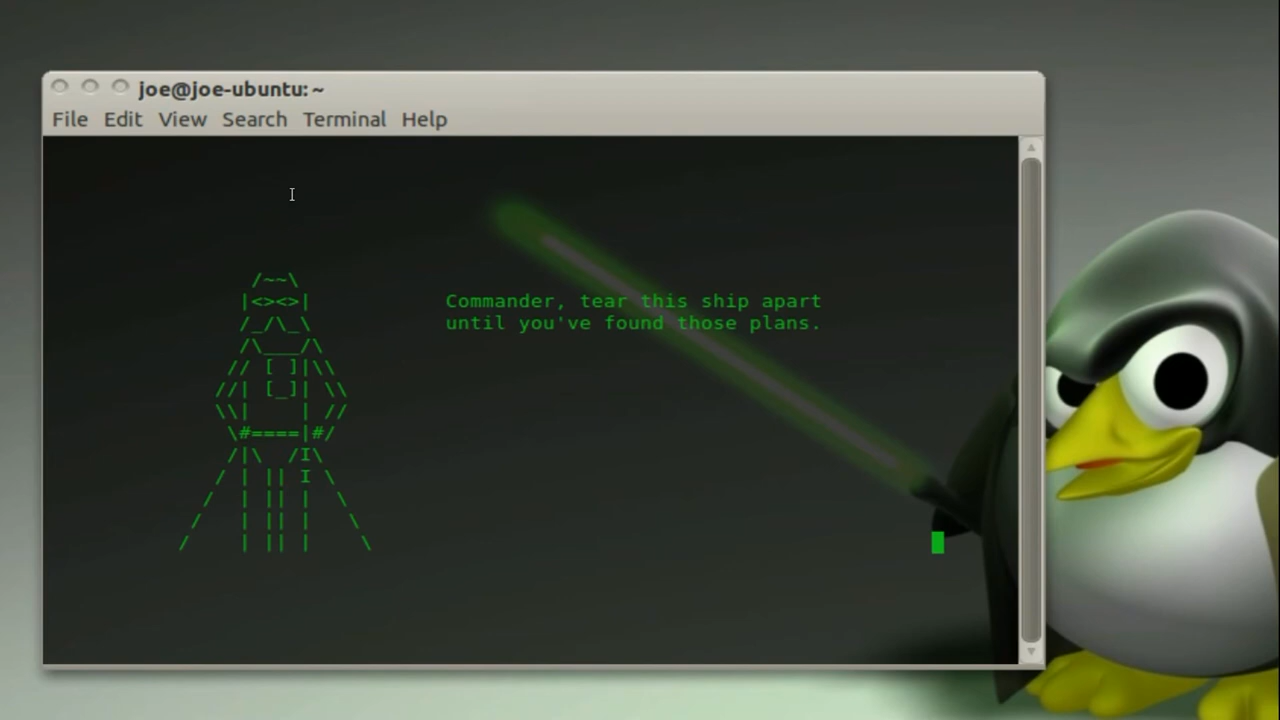 joe@joe-ubuntu: ~
File Edit View Search Terminal Help
Commander, tear this ship apart
until you've found those plans.